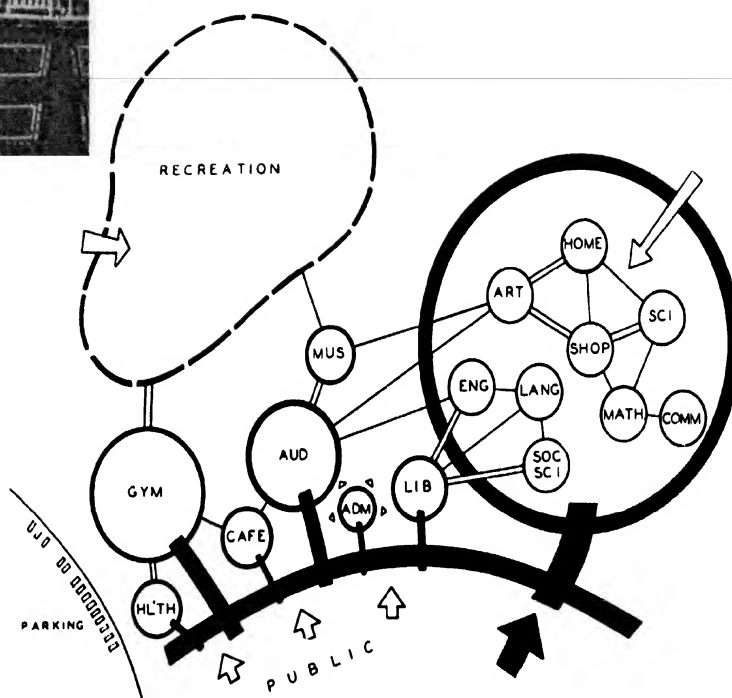 RECREATION
HOME
ART
SCI
SHOP
MUS
ENG
LANG
MATH
COMM
AUD
SOC
SCI
GYM
LIB
ADM
CAFE
HL'TH
PARKING
PUBLIC